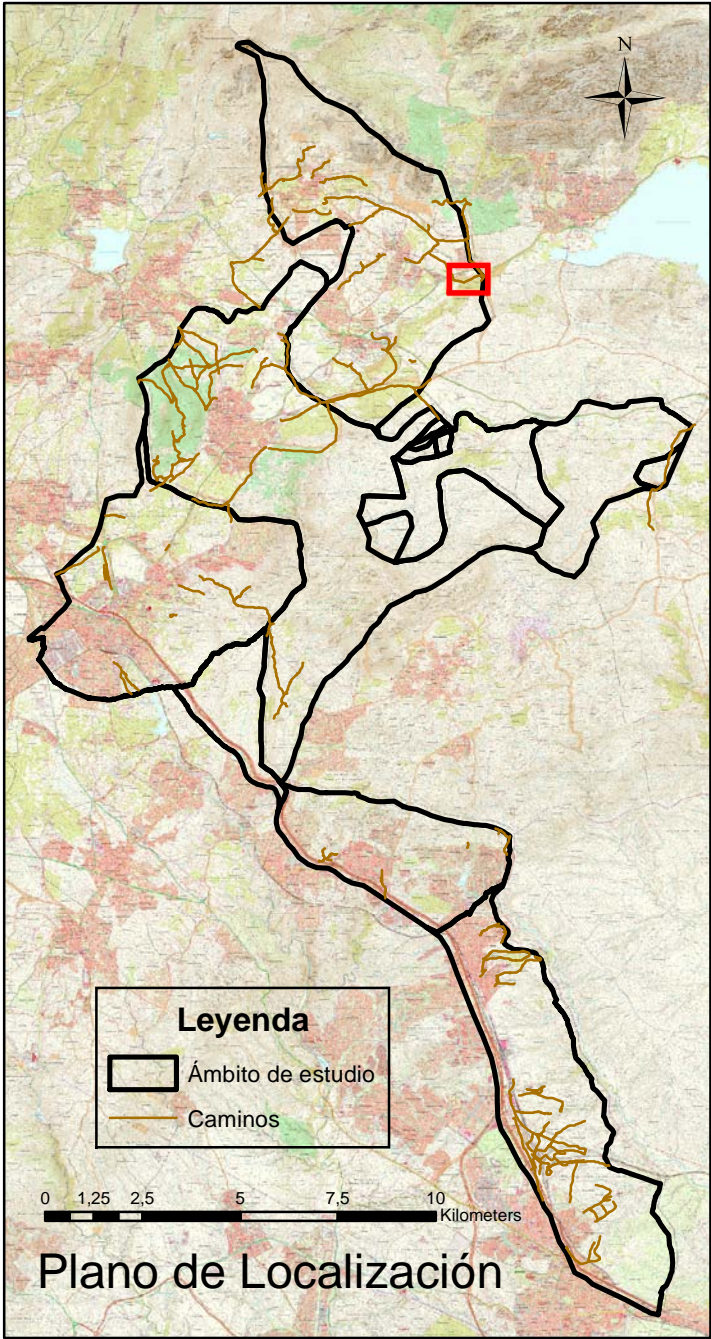 N
Leyenda
Ámbito de estudio
Caminos
0 1,25 2,5 5 7,5 10
Kilometers
Plano de Localización